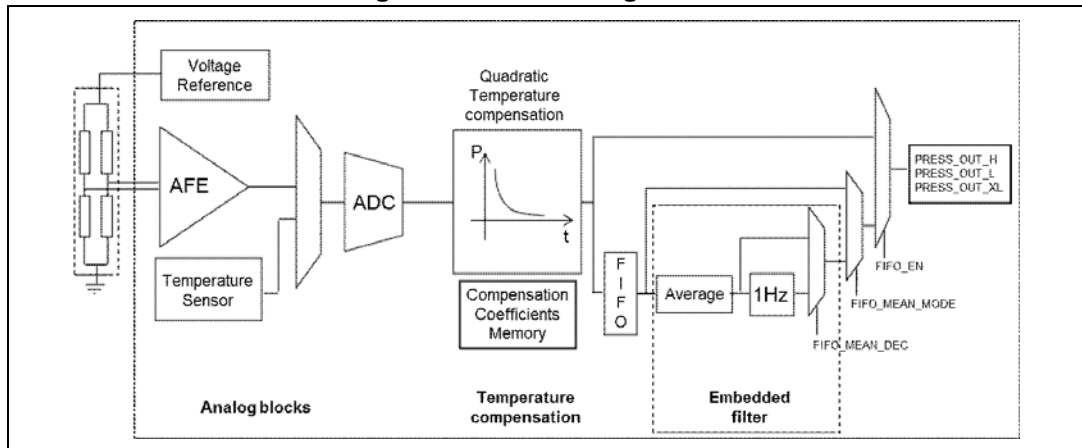 Voltage
Reference
AFE
Temperature
Sensor
ADC
Quadratic
Temperature
compensation
P
t
Compensation
Coefficients
Memory
F
I
F
O
Average
1Hz
PRESS_OUT_H
PRESS_OUT_L
PRESS_OUT_XL
FIFO_EN
FIFO_MEAN_MODE
FIFO_MEAN_DEC
Analog blocks
Temperature
compensation
Embedded
filter